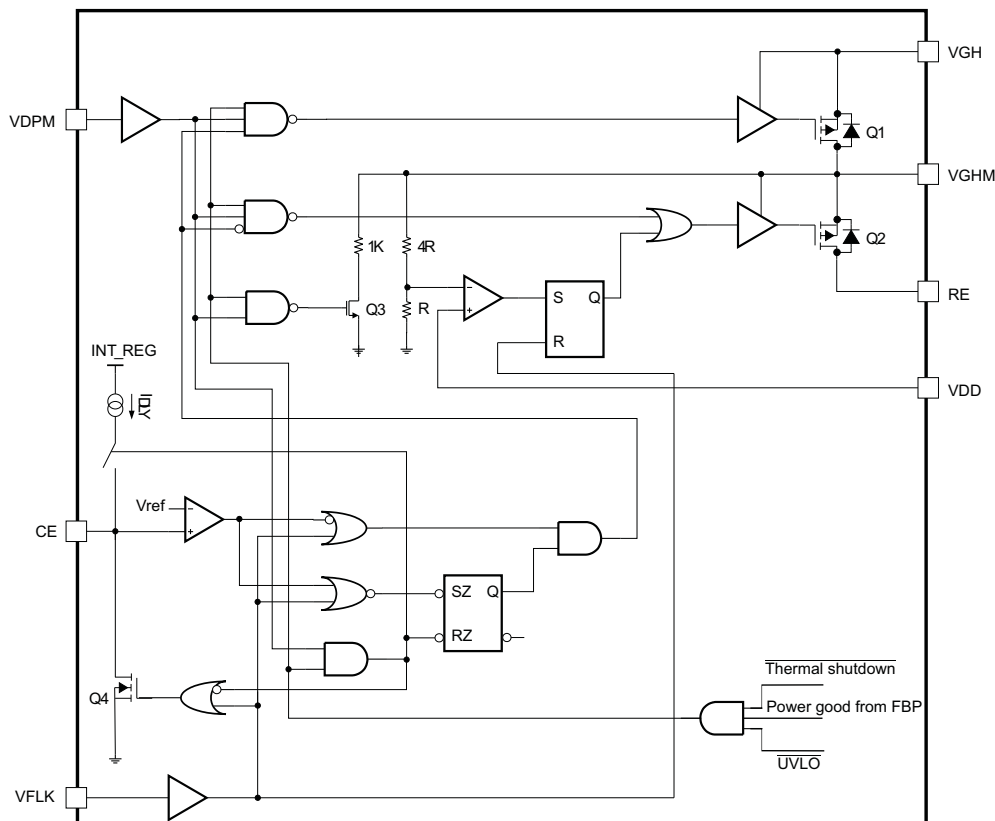 VGH
VDPM
Q1
VGHM
Q2
1K
4R
Q3
R
S
Q
R
RE
INT_REG
IDLY
VDD
Vref
CE
SZ
Q
RZ
Q4
Thermal shutdown
Power good from FBP
UVLO
VFLK